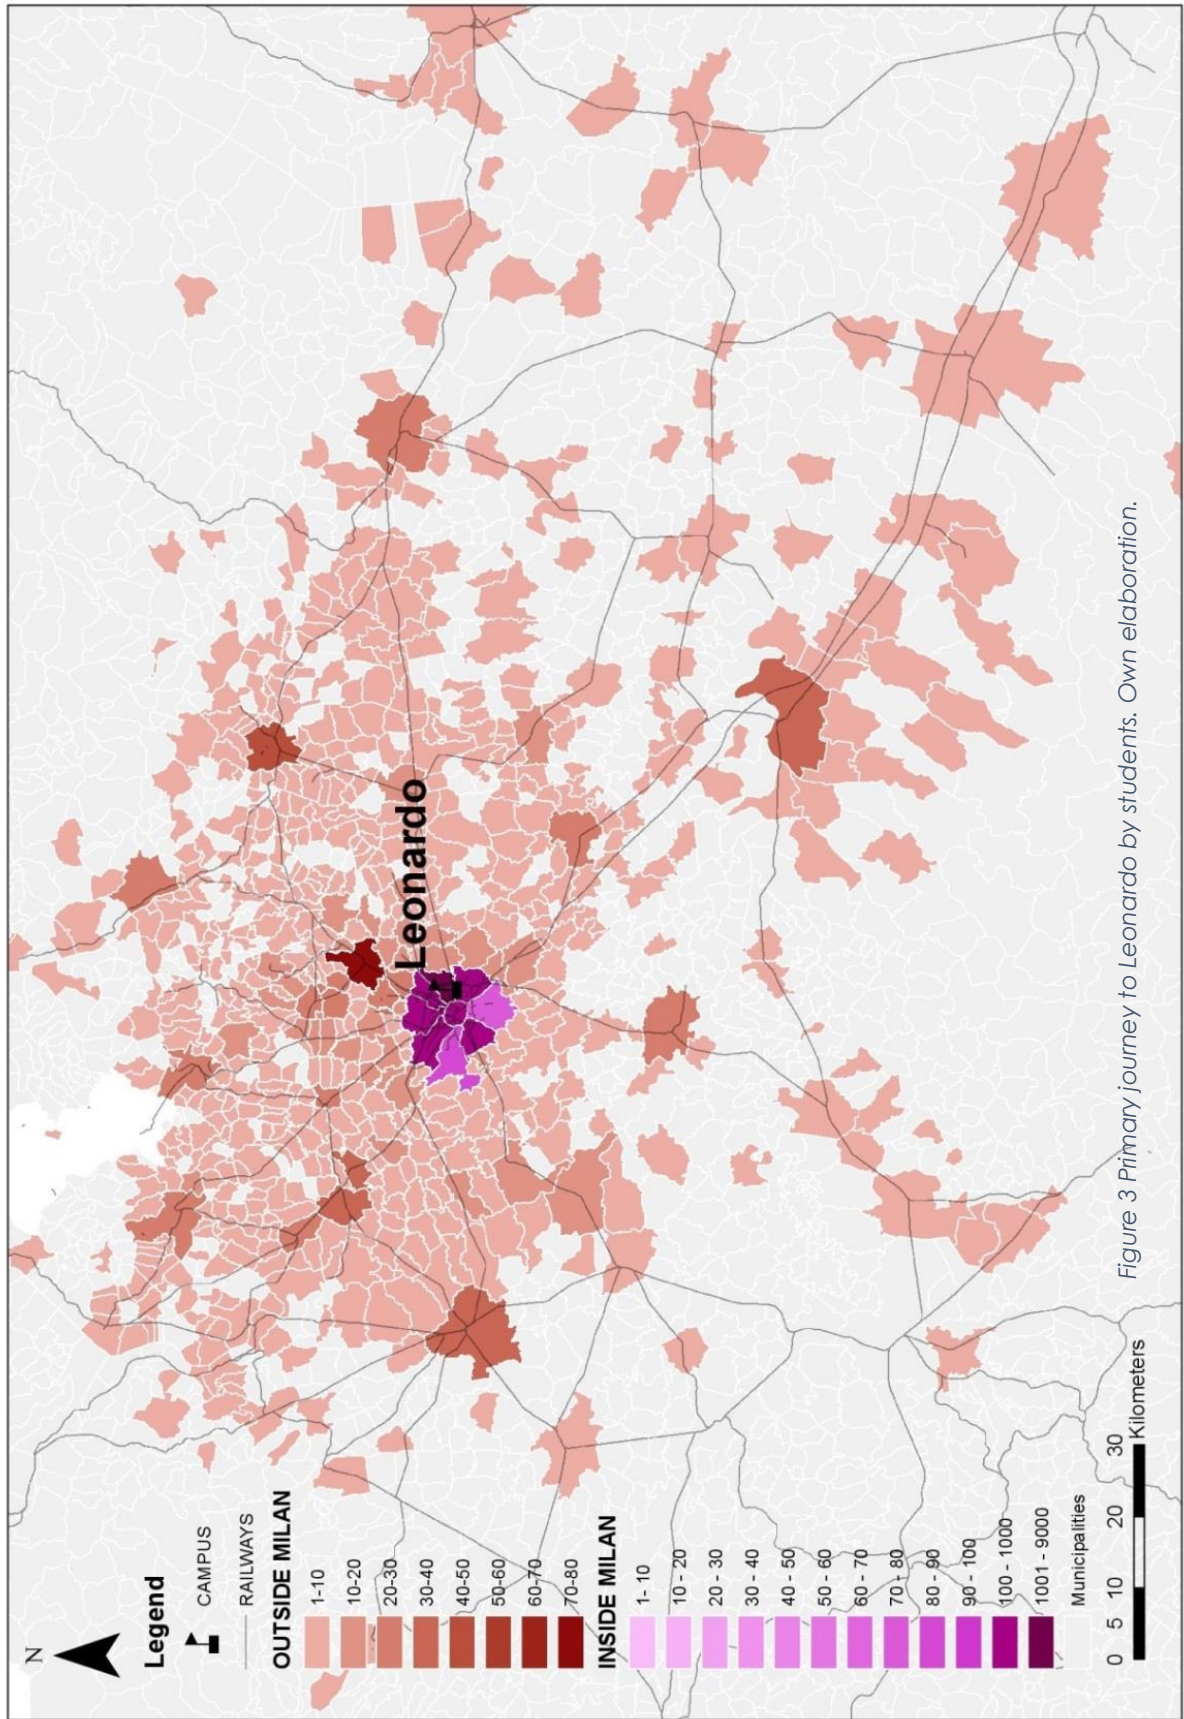 Leonardo
N
Legend
CAMPUS
RAILWAYS
OUTSIDE MILAN
1-10
10-20
20-30
30-40
40-50
50-60
60-70
70-80
INSIDE MILAN
1 - 10
10 - 20
20 - 30
30 - 40
40 - 50
50 - 60
60 - 70
70 - 80
80 - 90
90 - 100
100 - 1000
1001 - 9000
Municipalities
0 5 10 20 30
Kilometers
Figure 3 Primary journey to Leonardo by students. Own elaboration.